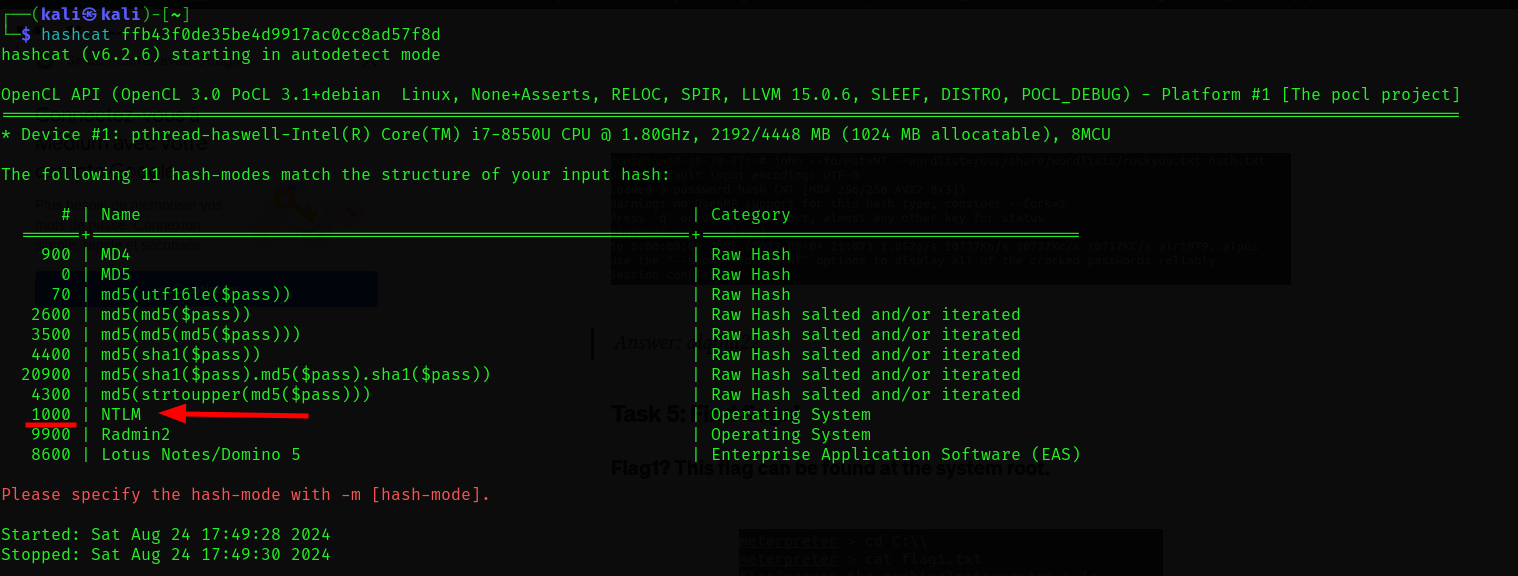 ┌──(kali㉿kali)-[~]
└─$ hashcat ffb43f0de35be4d9917ac0cc8ad57f8d
hashcat (v6.2.6) starting in autodetect mode
OpenCL API (OpenCL 3.0 PoCL 3.1+debian  Linux, None+Asserts, RELOC, SPIR, LLVM 15.0.6, SLEEF, DISTRO, POCL_DEBUG) - Platform #1 [The pocl project]
* Device #1: pthread-haswell-Intel(R) Core(TM) i7-8550U CPU @ 1.80GHz, 2192/4448 MB (1024 MB allocatable), 8MCU
The following 11 hash-modes match the structure of your input hash:
# | Name | Category
900 | MD4 | Raw Hash
0 | MD5 | Raw Hash
70 | md5(utf16le($pass)) | Raw Hash
2600 | md5(md5($pass)) | Raw Hash salted and/or iterated
3500 | md5(md5(md5($pass))) | Raw Hash salted and/or iterated
4400 | md5(sha1($pass)) | Raw Hash salted and/or iterated
20900 | md5(sha1($pass).md5($pass).sha1($pass)) | Raw Hash salted and/or iterated
4300 | md5(strtoupper(md5($pass))) | Raw Hash salted and/or iterated
1000 | NTLM | Operating System
9900 | Radmin2 | Operating System
8600 | Lotus Notes/Domino 5 | Enterprise Application Software (EAS)
Please specify the hash-mode with -m [hash-mode].
Started: Sat Aug 24 17:49:28 2024
Stopped: Sat Aug 24 17:49:30 2024
Answer:
Task 5:
Flag1? This flag can be found at the system root.
meterpreter > cd C:\\
meterpreter > cat flag1.txt